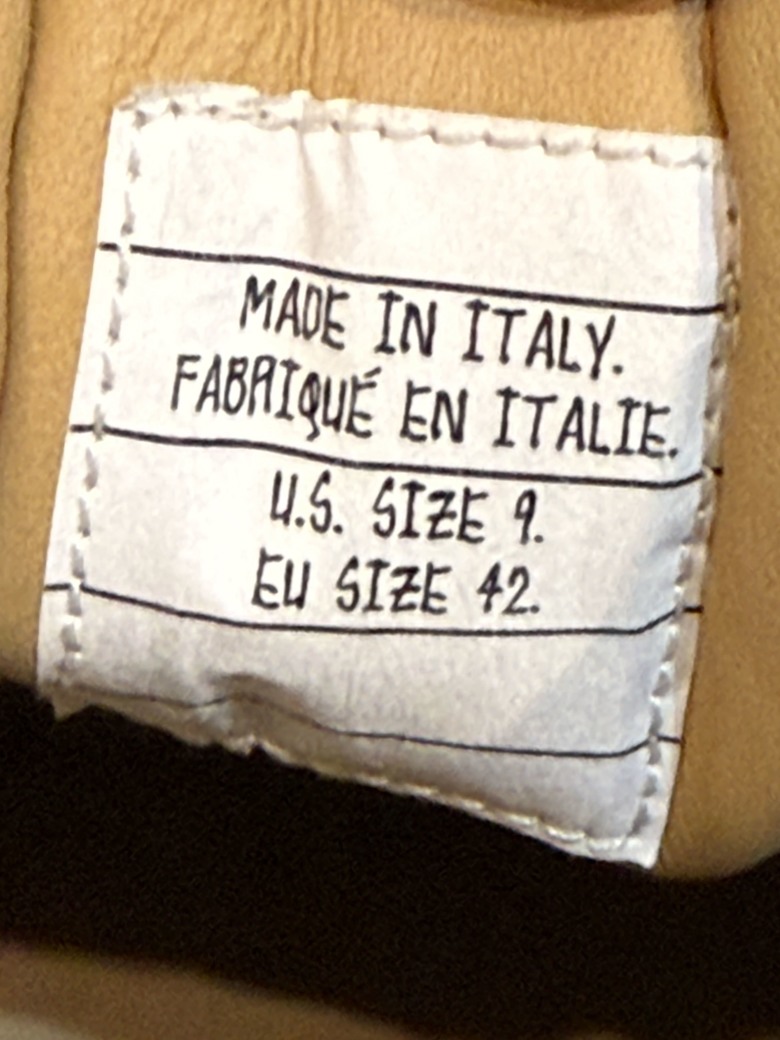 MADE IN ITALY.
FABRIQUÉ EN ITALIE.
U.S. SIZE 9.
EU SIZE 42.